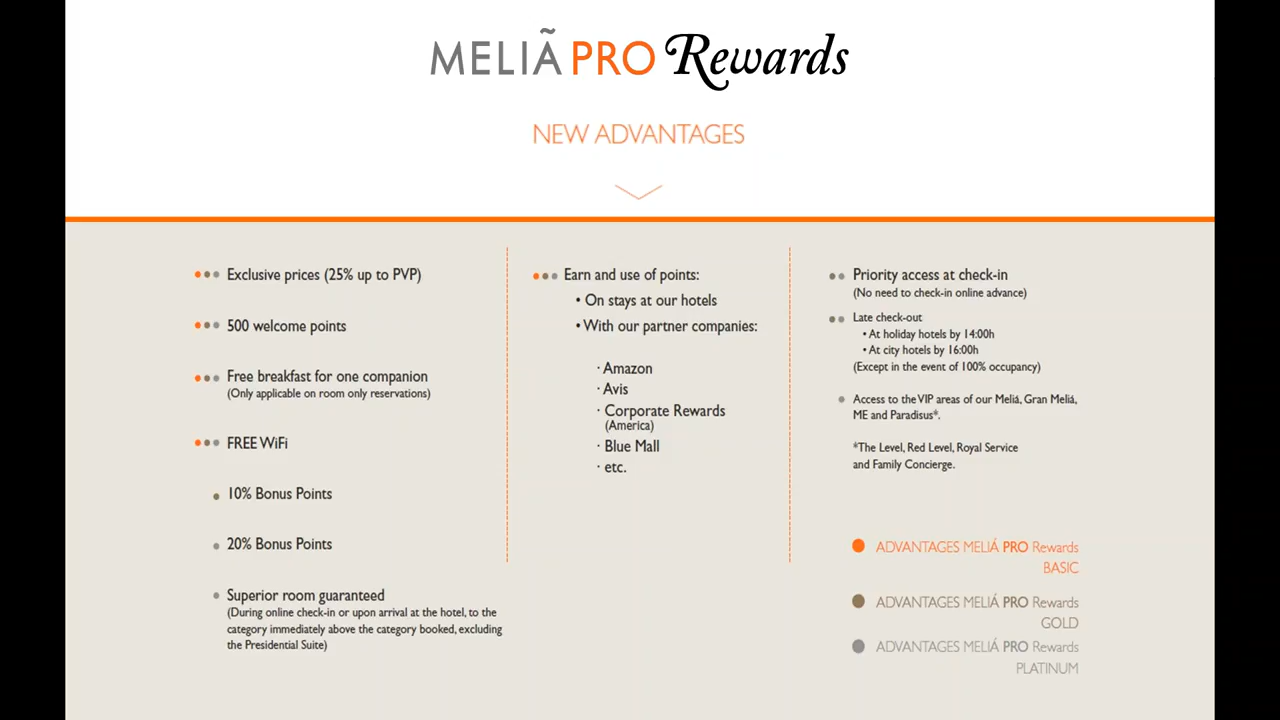 MELIÃ PRO Rewards
NEW ADVANTAGES
Exclusive prices (25% up to PVP)
500 welcome points
Free breakfast for one companion
(Only applicable on room only reservations)
FREE WiFi
10% Bonus Points
20% Bonus Points
Superior room guaranteed
(During online check-in or upon arrival at the hotel, to the
category immediately above the category booked, excluding
the Presidential Suite)
Earn and use of points:
• On stays at our hotels
• With our partner companies:
· Amazon
· Avis
· Corporate Rewards
(America)
· Blue Mall
· etc.
Priority access at check-in
(No need to check-in online advance)
Late check-out
• At holiday hotels by 14:00h
• At city hotels by 16:00h
(Except in the event of 100% occupancy)
Access to the VIP areas of our Meliá, Gran Meliá,
ME and Paradisus*.
*The Level, Red Level, Royal Service
and Family Concierge.
ADVANTAGES MELIÁ PRO Rewards
BASIC
ADVANTAGES MELIÁ PRO Rewards
GOLD
ADVANTAGES MELIÁ PRO Rewards
PLATINUM